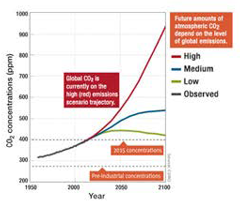 Future amounts of
atmospheric CO2
depend on the level
of global emissions.
High
Medium
Low
Observed
Global CO2 is
currently on the
high (red) emissions
scenario trajectory.
2015 concentrations
Pre-industrial concentrations
CO2 concentrations (ppm)
1000
900
800
700
600
500
400
300
200
1950
2000
2050
2100
Year